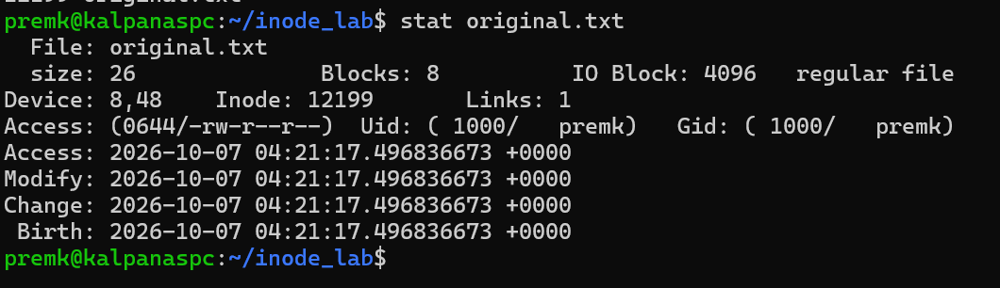 12199 original.txt
premk@kalpanaspc:~/inode_lab$ stat original.txt
  File: original.txt
  size: 26              Blocks: 8          IO Block: 4096   regular file
Device: 8,48    Inode: 12199       Links: 1
Access: (0644/-rw-r--r--)  Uid: ( 1000/   premk)   Gid: ( 1000/   premk)
Access: 2026-10-07 04:21:17.496836673 +0000
Modify: 2026-10-07 04:21:17.496836673 +0000
Change: 2026-10-07 04:21:17.496836673 +0000
 Birth: 2026-10-07 04:21:17.496836673 +0000
premk@kalpanaspc:~/inode_lab$